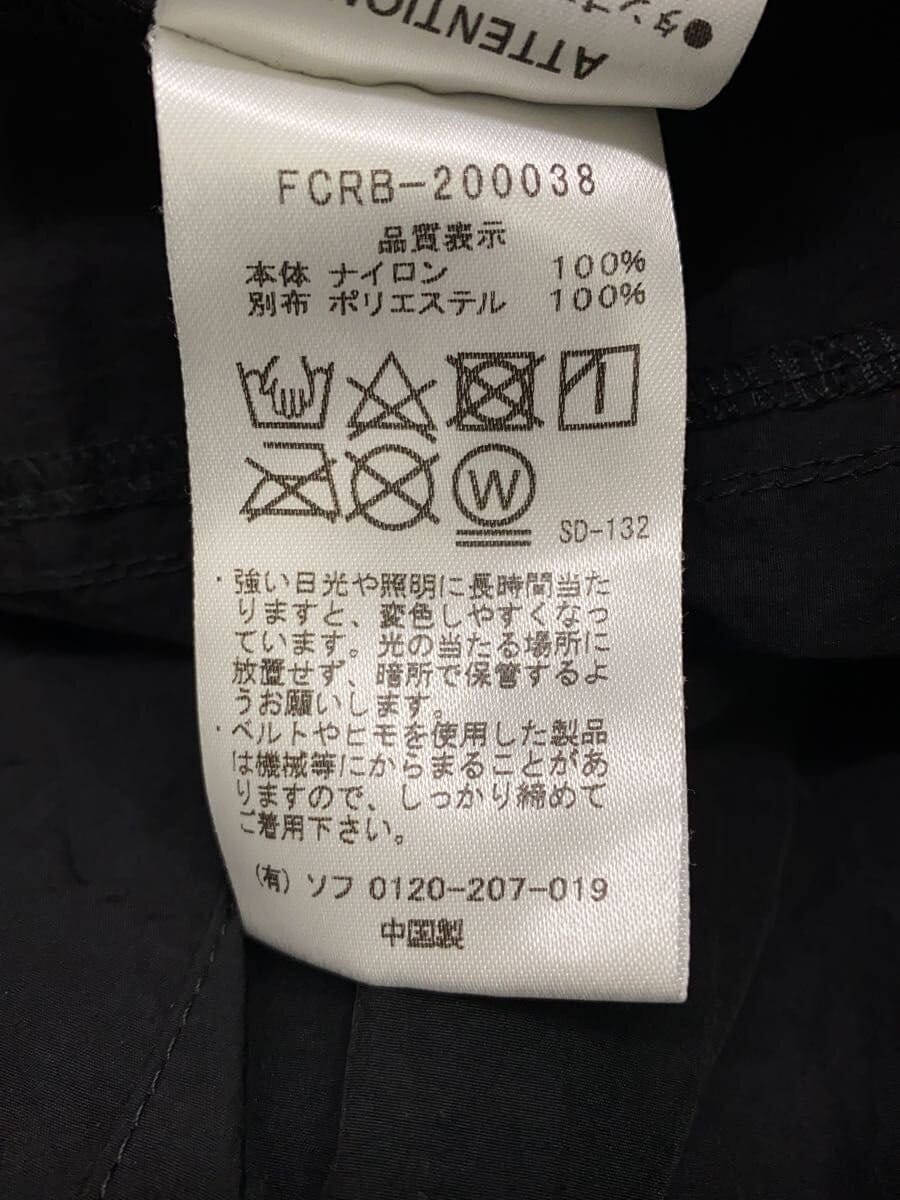 ATTENTION
FCRB-200038
品質表示
本体 ナイロン 100%
別布 ポリエステル 100%
W
SD-132
・強い日光や照明に長時間当た
りますと、変色しやすくなっ
ています。光の当たる場所に
放置せず、暗所で保管するよ
うお願いします。
・ベルトやヒモを使用した製品
は機械等にからまることがあ
りますので、しっかり締めて
ご着用下さい。
(有) ソフ 0120-207-019
中国製